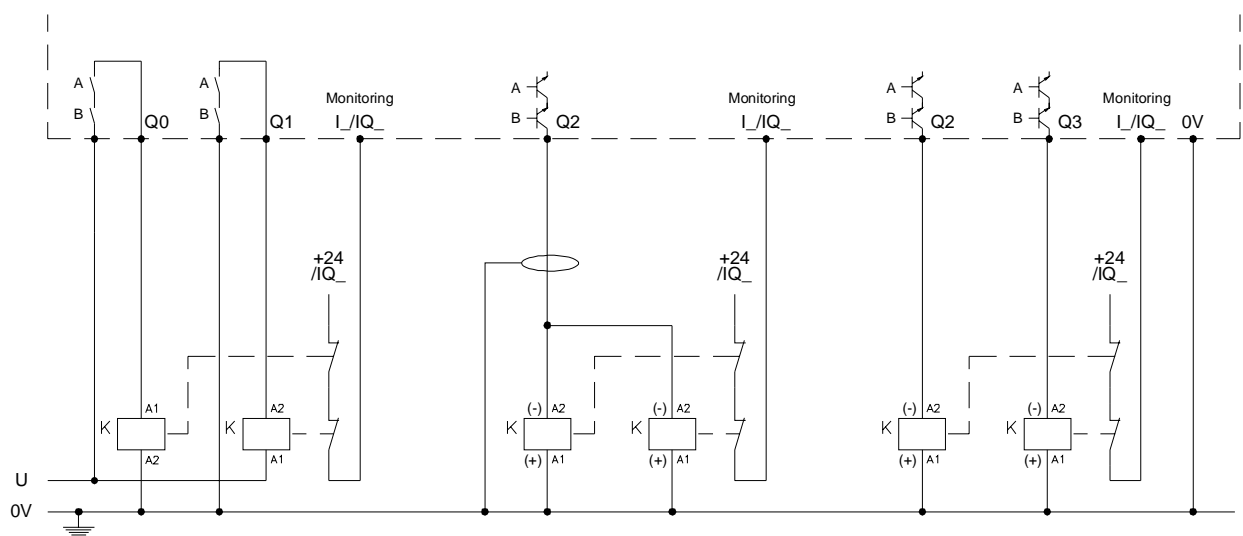 A
B
Q0
A
B
Q1
Monitoring
I_/IQ_
A
B
Q2
Monitoring
I_/IQ_
A
B
Q2
A
B
Q3
Monitoring
I_/IQ_
0V
+24
/IQ_
+24
/IQ_
+24
/IQ_
K
A1
A2
K
A2
A1
K
(-)
A2
(+)
A1
K
(-)
A2
(+)
A1
K
(-)
A2
(+)
A1
K
(-)
A2
(+)
A1
U
0V